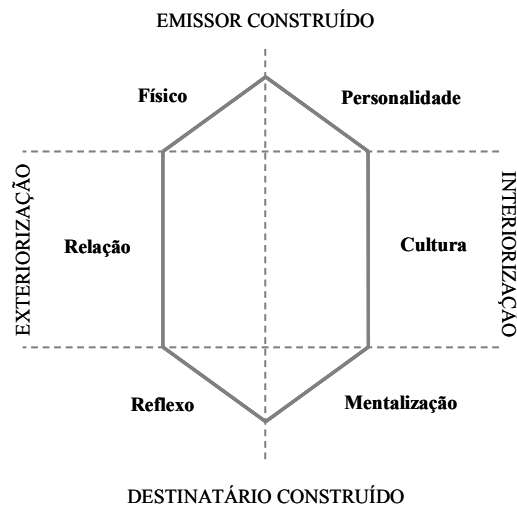 EMISSOR CONSTRUÍDO
Físico
Personalidade
EXTERIORIZAÇÃO
INTERIORIZAÇÃO
Relação
Cultura
Reflexo
Mentalização
DESTINATÁRIO CONSTRUÍDO